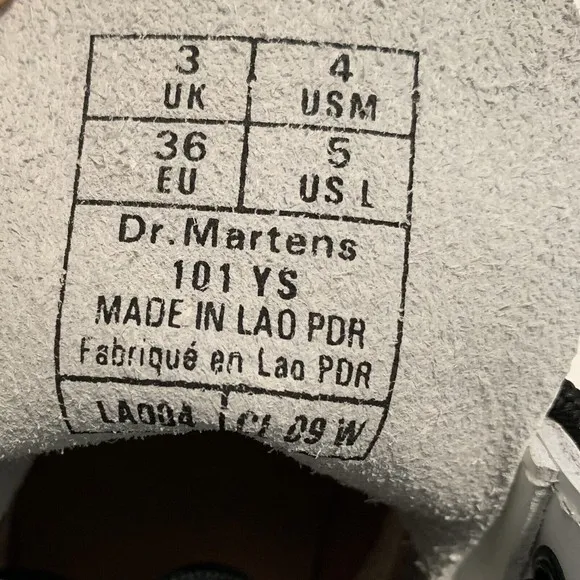 3 4
UK USM
36 5
EU US L
Dr. Martens
101 YS
MADE IN LAO PDR
Fabriqué en Lao PDR
LA004 09 W